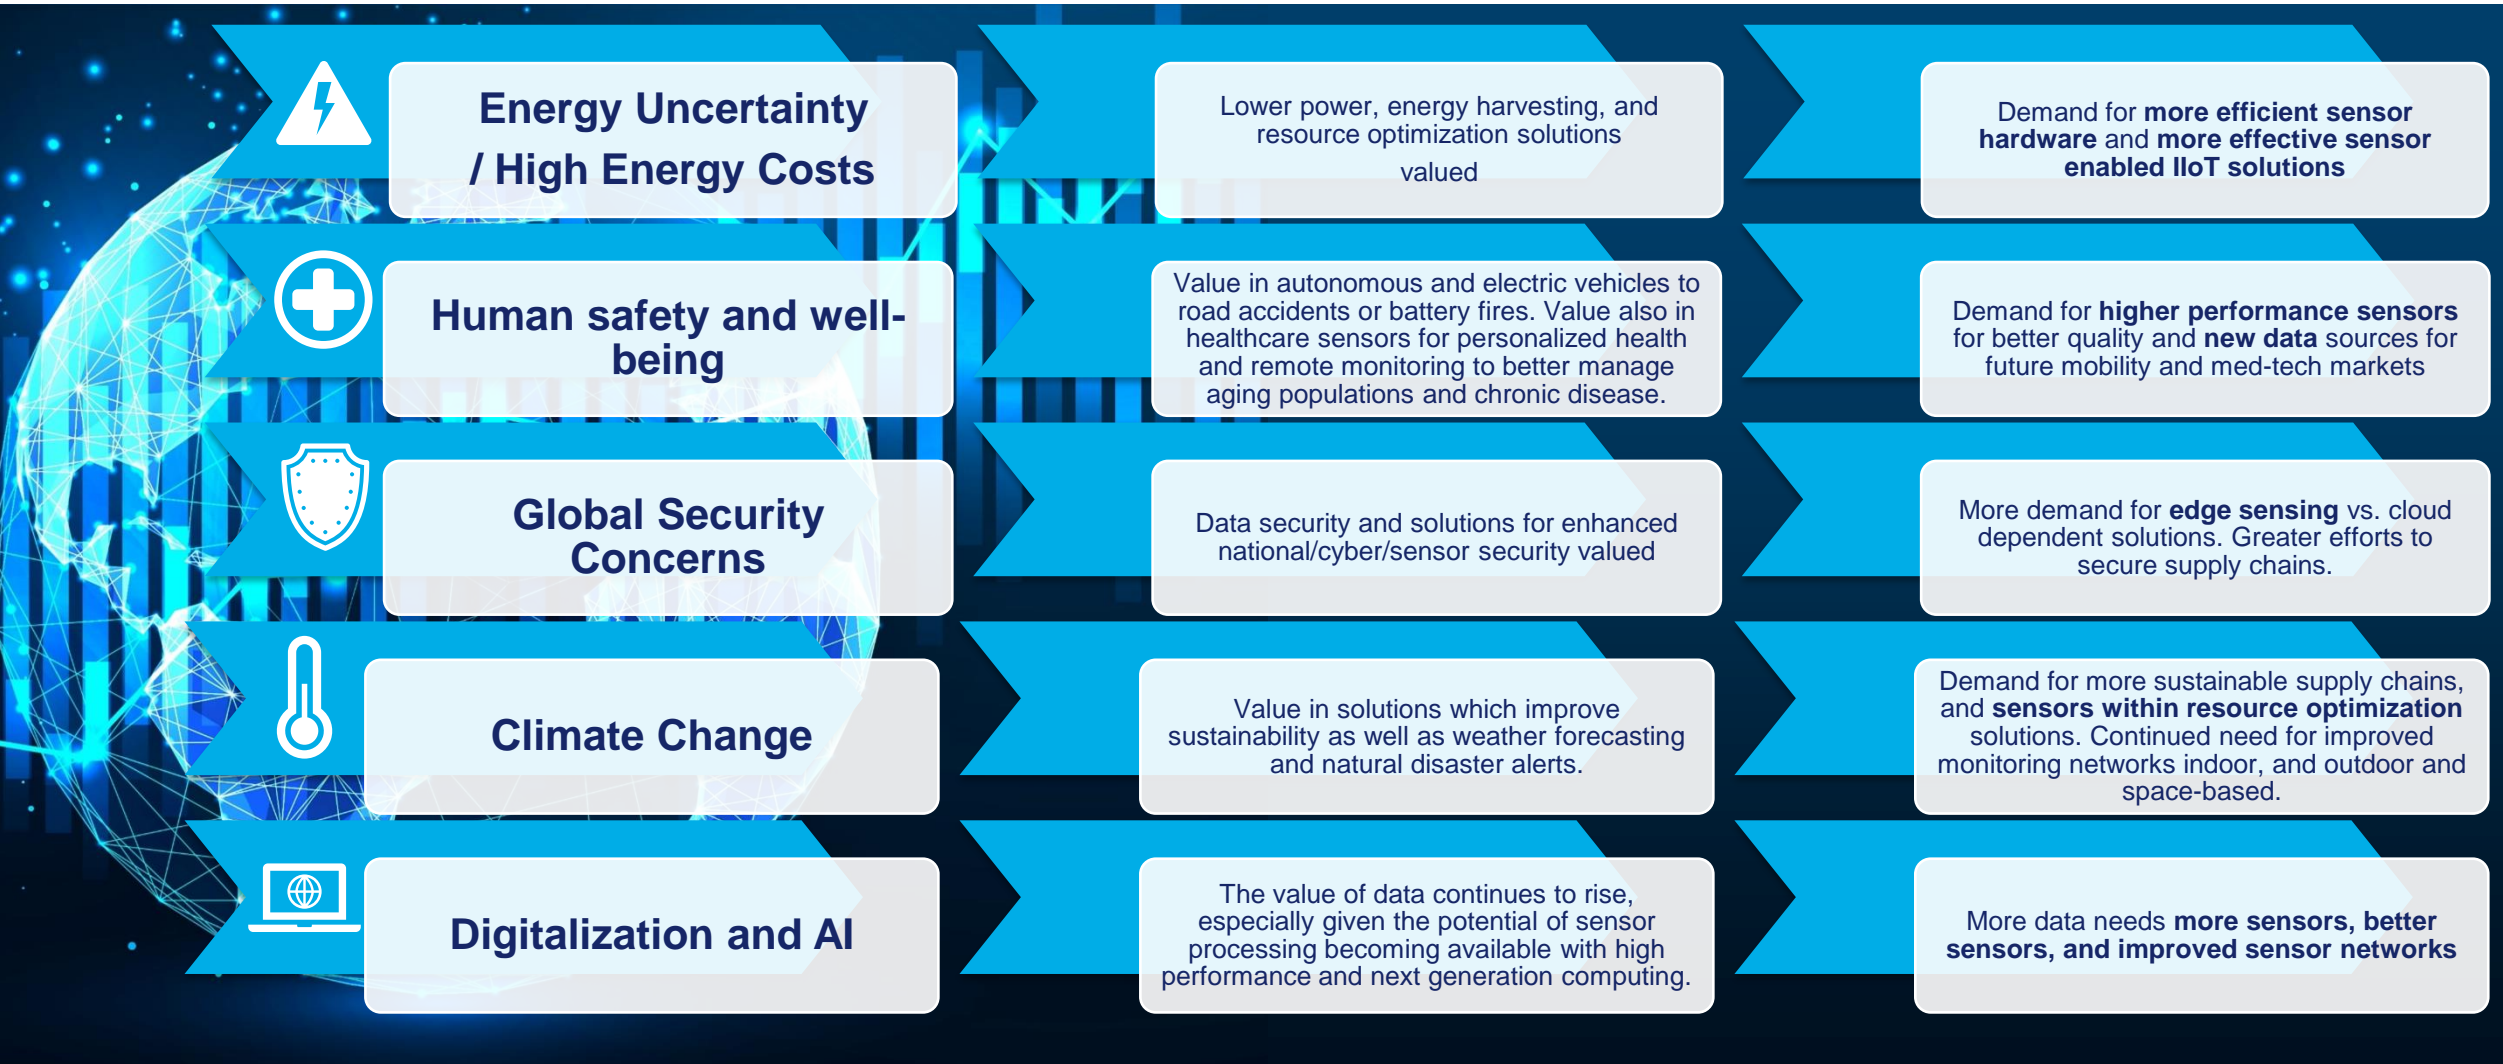 Energy Uncertainty
/ High Energy Costs
Lower power, energy harvesting, and
resource optimization solutions
valued
Demand for more efficient sensor
hardware and more effective sensor
enabled IIoT solutions
Human safety and well-
being
Value in autonomous and electric vehicles to
road accidents or battery fires. Value also in
healthcare sensors for personalized health
and remote monitoring to better manage
aging populations and chronic disease.
Demand for higher performance sensors
for better quality and new data sources for
future mobility and med-tech markets
Global Security
Concerns
Data security and solutions for enhanced
national/cyber/sensor security valued
More demand for edge sensing vs. cloud
dependent solutions. Greater efforts to
secure supply chains.
Climate Change
Value in solutions which improve
sustainability as well as weather forecasting
and natural disaster alerts.
Demand for more sustainable supply chains,
and sensors within resource optimization
solutions. Continued need for improved
monitoring networks indoor, and outdoor and
space-based.
Digitalization and AI
The value of data continues to rise,
especially given the potential of sensor
processing becoming available with high
performance and next generation computing.
More data needs more sensors, better
sensors, and improved sensor networks